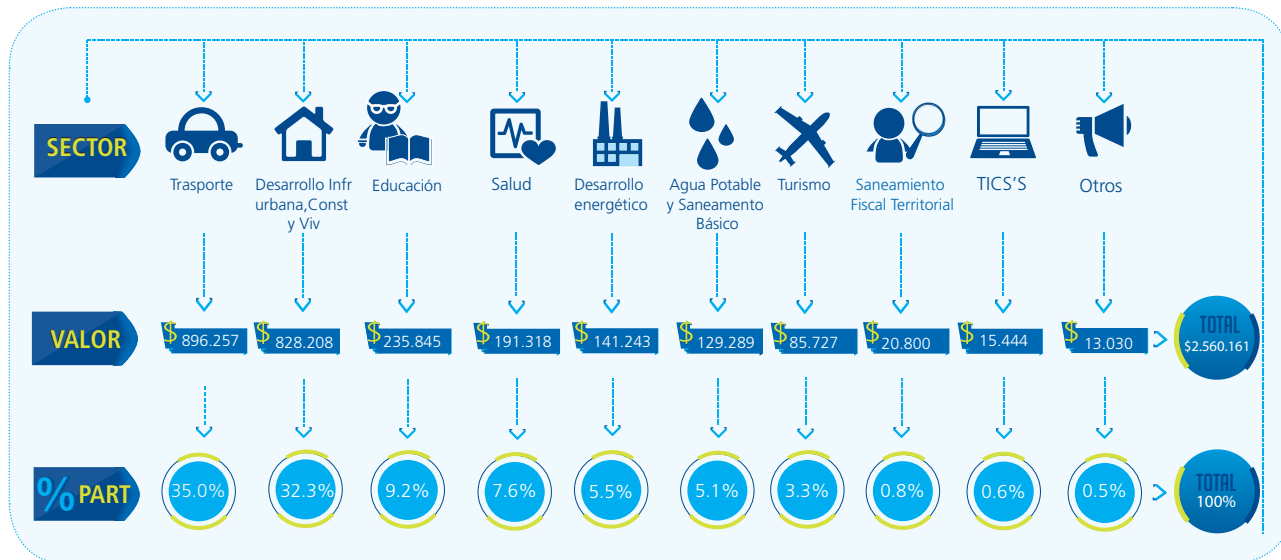 SECTOR
Trasporte
Desarrollo Infr
urbana,Const
y Viv
Educación
Salud
Desarrollo
energético
Agua Potable
y Saneamento
Básico
Turismo
Saneamiento
Fiscal Territorial
TICS'S
Otros
VALOR
$ 896.257
$ 828.208
$ 235.845
$ 191.318
$ 141.243
$ 129.289
$ 85.727
$ 20.800
$ 15.444
$ 13.030
TOTAL
$2.560.161
% PART
35.0%
32.3%
9.2%
7.6%
5.5%
5.1%
3.3%
0.8%
0.6%
0.5%
TOTAL
100%